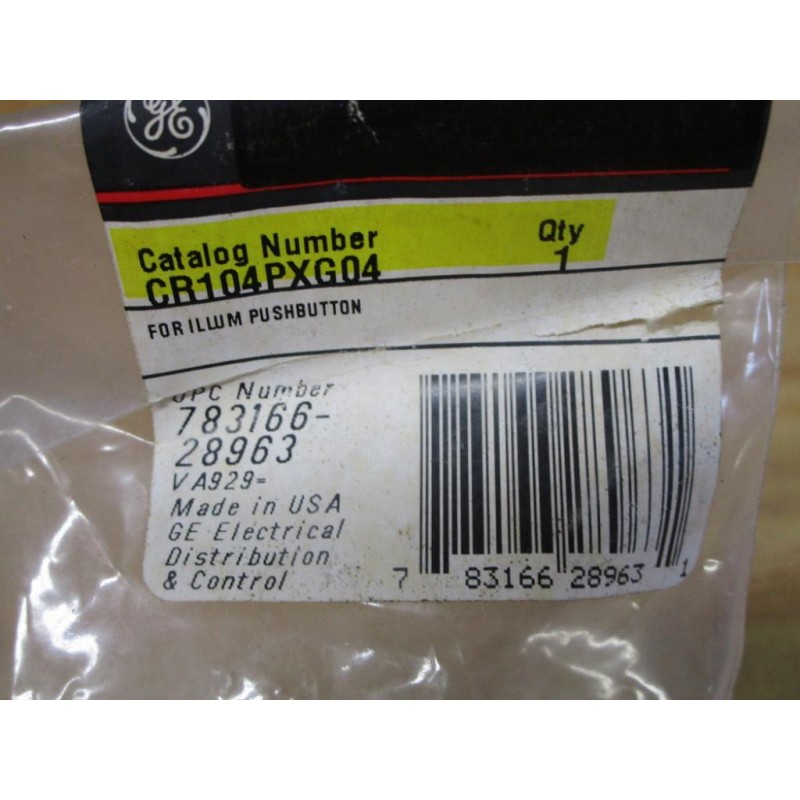 GE
Catalog Number Qty
CR104PXG04 1
FOR ILLUM PUSHBUTTON
UPC Number
783166-
28963
VA929=
Made in USA
GE Electrical
Distribution
& Control
7 83166 28963 1